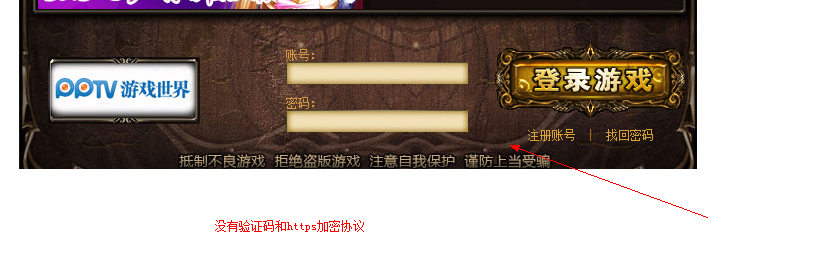 账号：
PPTV 游戏世界
登录游戏
密码：
注册账号 | 找回密码
抵制不良游戏 拒绝盗版游戏 注意自我保护 谨防上当受骗
没有验证码和https加密协议